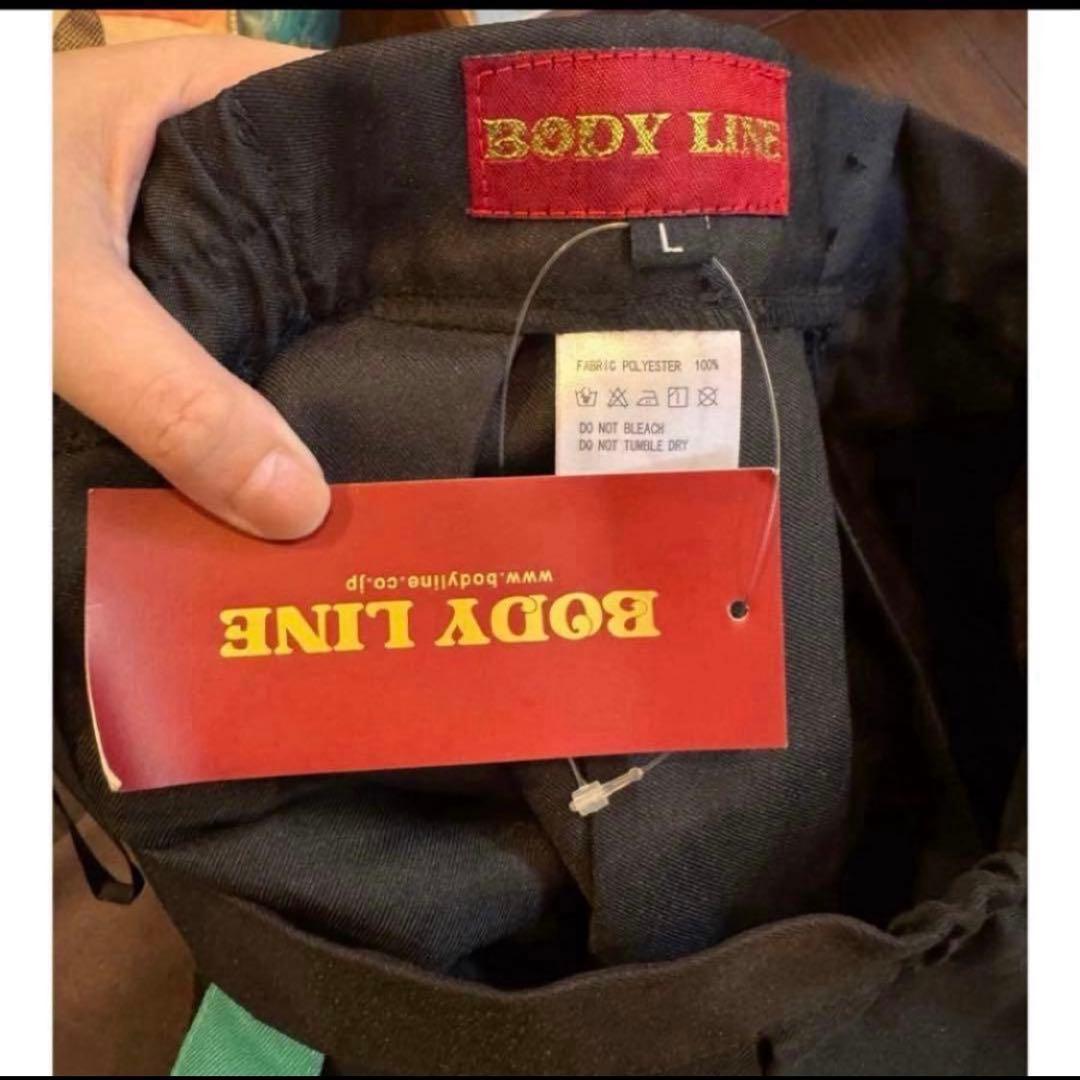 BODY LINE
L
FABRIC POLYESTER 100%
DO NOT BLEACH
DO NOT TUMBLE DRY
BODY LINE
www.bodyline.co.jp